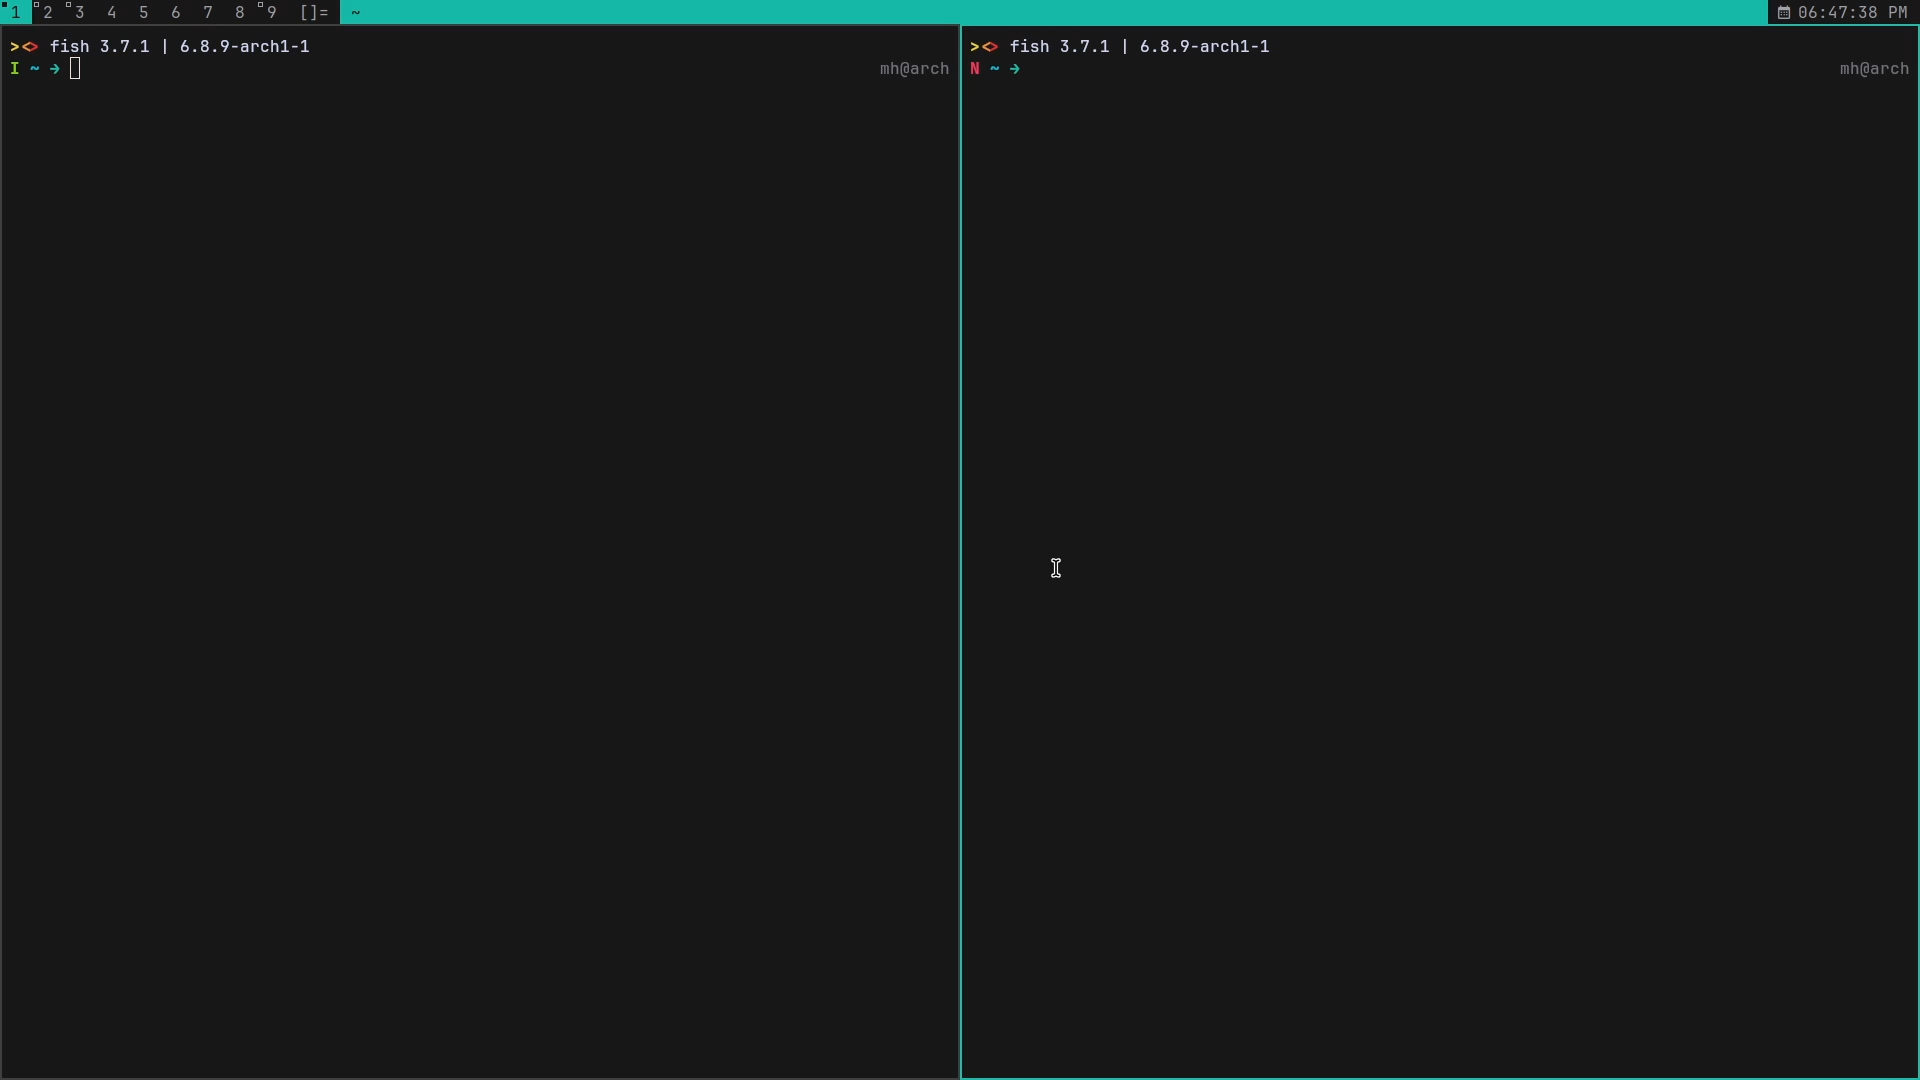 1 2 3 4 5 6 7 8 9 []= ~ 06:47:38 PM
><> fish 3.7.1 | 6.8.9-arch1-1
I ~ → mh@arch
><> fish 3.7.1 | 6.8.9-arch1-1
N ~ → mh@arch